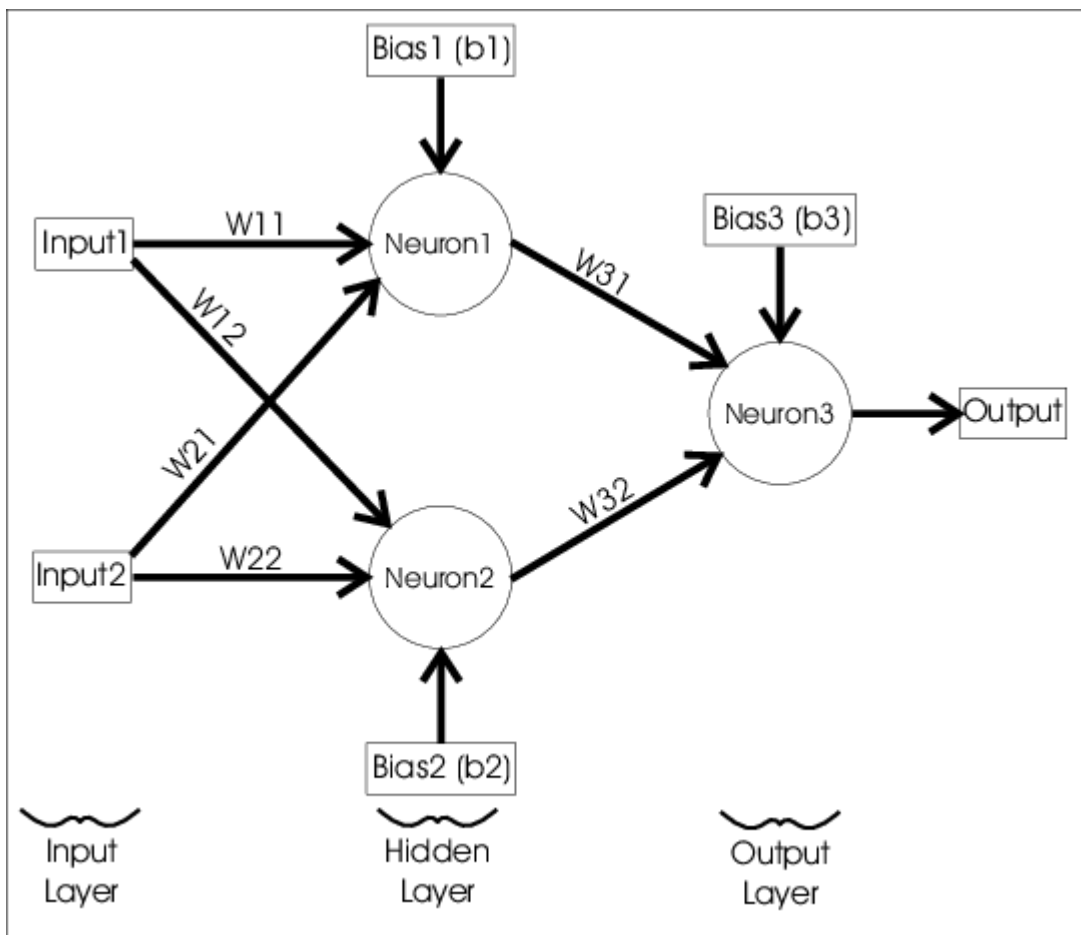 Bias1 (b1)
Input1
W11
Neuron1
Bias3 (b3)
W31
W12
Neuron3
Output
W21
W32
Input2
W22
Neuron2
Bias2 (b2)
Input
Layer
Hidden
Layer
Output
Layer